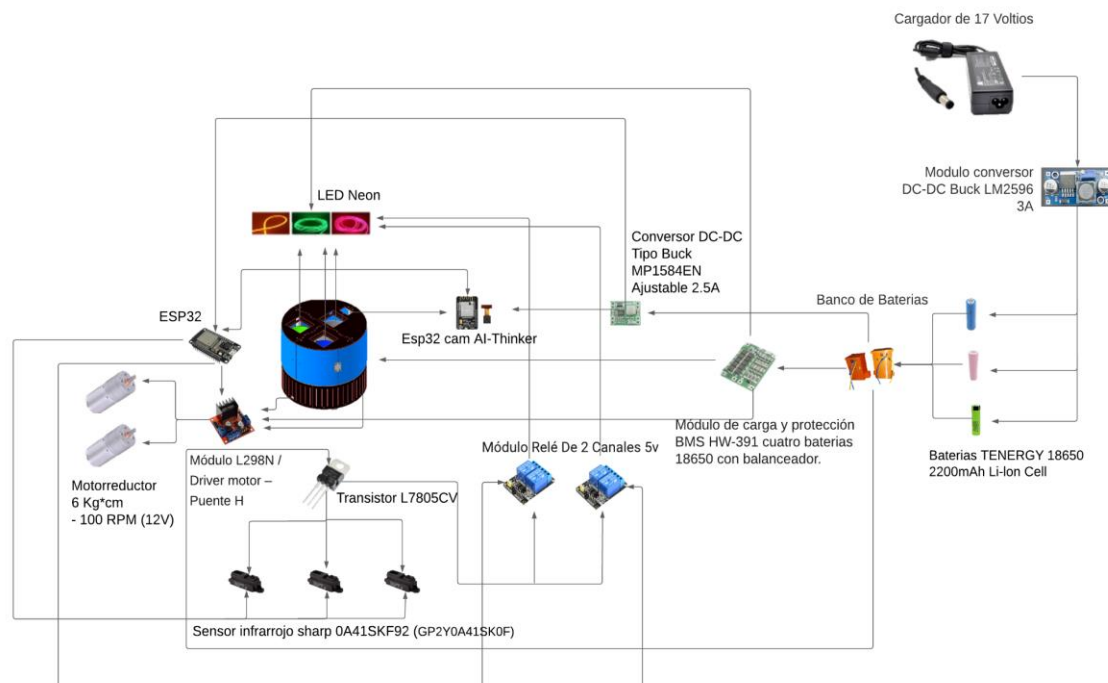 Cargador de 17 Voltios
Modulo conversor
DC-DC Buck LM2596
3A
LED Neon
Conversor DC-DC
Tipo Buck
MP1584EN
Ajustable 2.5A
Banco de Baterias
ESP32
Esp32 cam AI-Thinker
Módulo de carga y protección
BMS HW-391 cuatro baterias
18650 con balanceador.
Baterias TENERGY 18650
2200mAh Li-Ion Cell
Módulo Relé De 2 Canales 5v
Módulo L298N /
Driver motor –
Puente H
Transistor L7805CV
Motorreductor
6 Kg*cm
- 100 RPM (12V)
Sensor infrarrojo sharp 0A41SKF92 (GP2Y0A41SK0F)